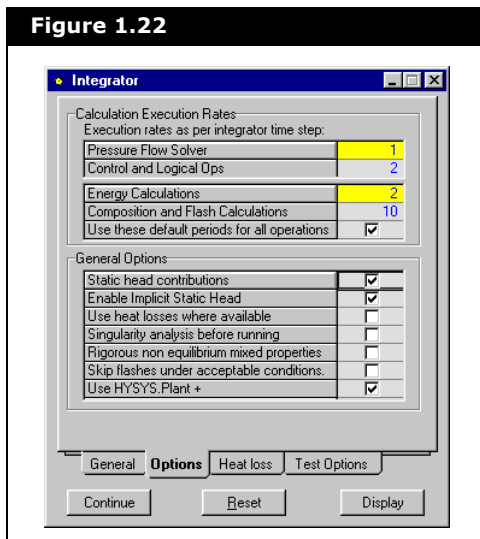 Figure 1.22
Integrator
Calculation Execution Rates
Execution rates as per integrator time step:
Pressure Flow Solver 1
Control and Logical Ops 2
Energy Calculations 2
Composition and Flash Calculations 10
Use these default periods for all operations
General Options
Static head contributions
Enable Implicit Static Head
Use heat losses where available
Singularity analysis before running
Rigorous non equilibrium mixed properties
Skip flashes under acceptable conditions.
Use HYSYS.Plant +
General Options Heat loss Test Options
Continue Reset Display